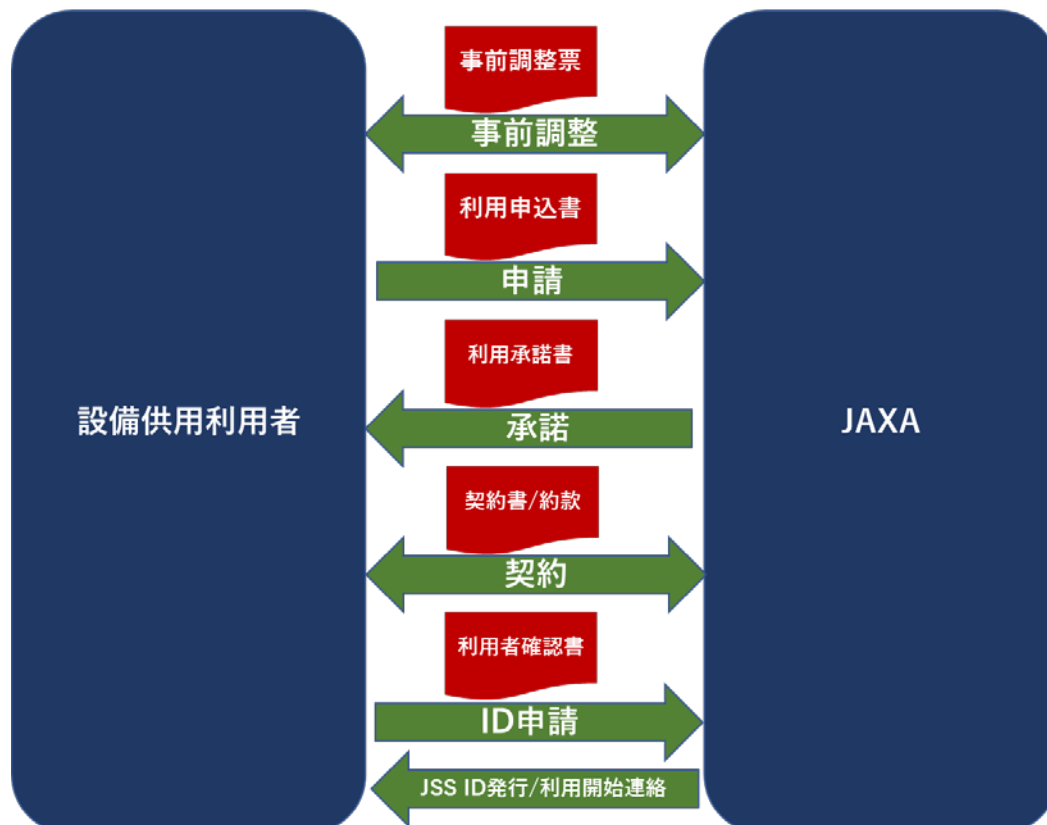 事前調整票
事前調整
利用申込書
申請
利用承諾書
設備供用利用者
承諾
JAXA
契約書/約款
契約
利用者確認書
ID申請
JSS ID発行/利用開始連絡